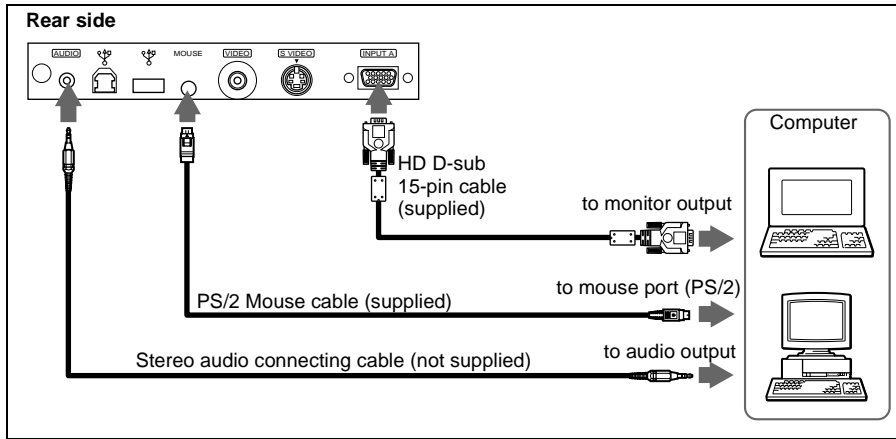 Rear side
AUDIO MOUSE VIDEO S VIDEO INPUT A
Computer
HD D-sub
15-pin cable
(supplied)
to monitor output
PS/2 Mouse cable (supplied)
to mouse port (PS/2)
Stereo audio connecting cable (not supplied)
to audio output